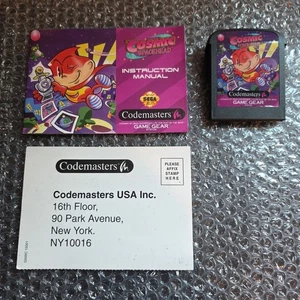 COSMIC
SPACEHEAD
INSTRUCTION
MANUAL
SEGA
Codemasters
GAME GEAR
COSMIC
SPACEHEAD
Codemasters
GAME GEAR
Codemasters
PLEASE
AFFIX
STAMP
HERE
Codemasters USA Inc.
16th Floor,
90 Park Avenue,
New York.
NY10016